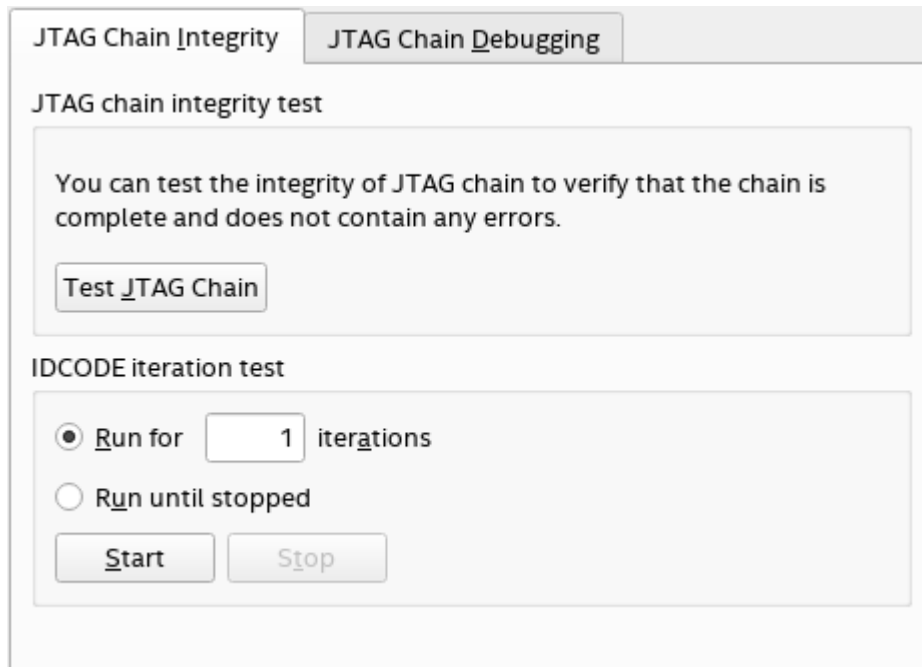 JTAG Chain Integrity JTAG Chain Debugging
JTAG chain integrity test
You can test the integrity of JTAG chain to verify that the chain is
complete and does not contain any errors.
Test JTAG Chain
IDCODE iteration test
Run for 1 iterations
Run until stopped
Start Stop